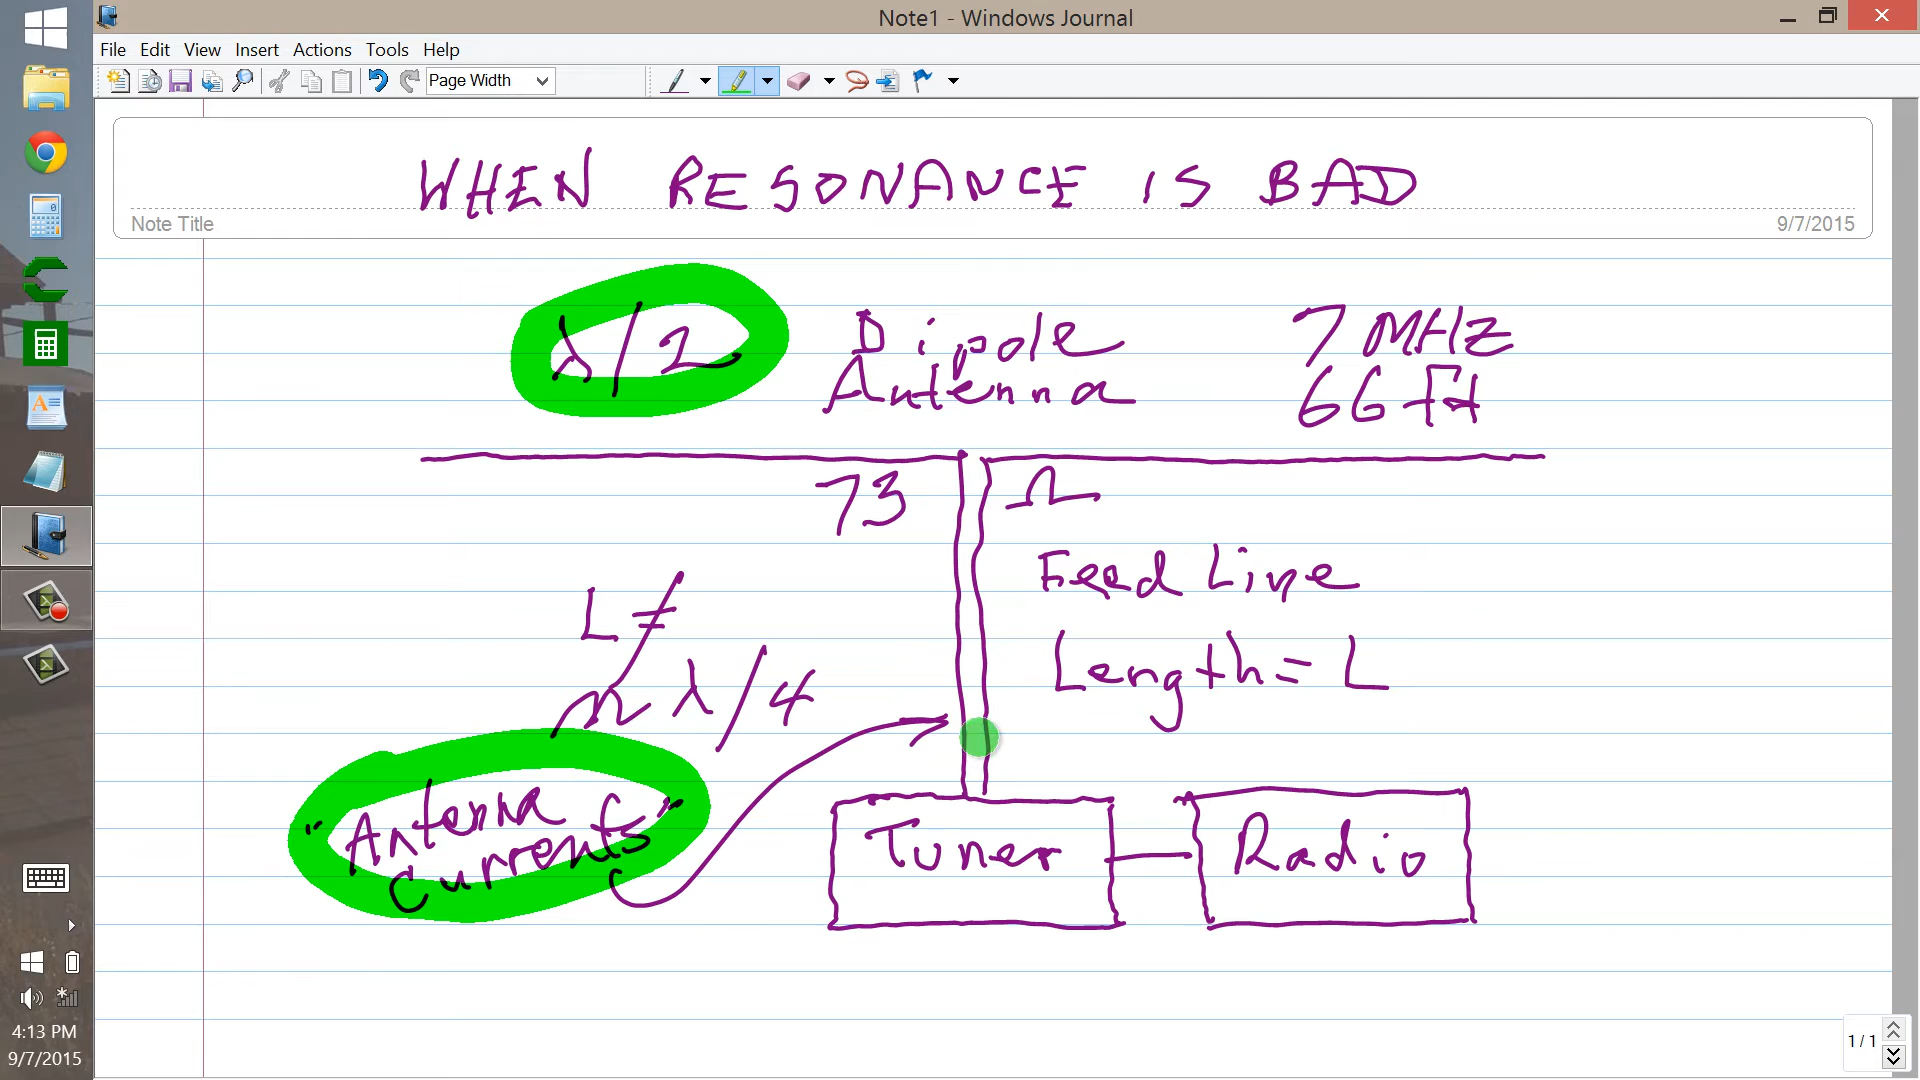 Note1 - Windows Journal
File Edit View Insert Actions Tools Help
Page Width
WHEN RESONANCE IS BAD
Note Title
9/7/2015
λ/2 Dipole Antenna
7 MHz
66 Ft
73 Ω
Feed Line
Length = L
L ≠
n λ/4
"Antenna
Currents"
Tuner
Radio
1 / 1
4:13 PM
9/7/2015